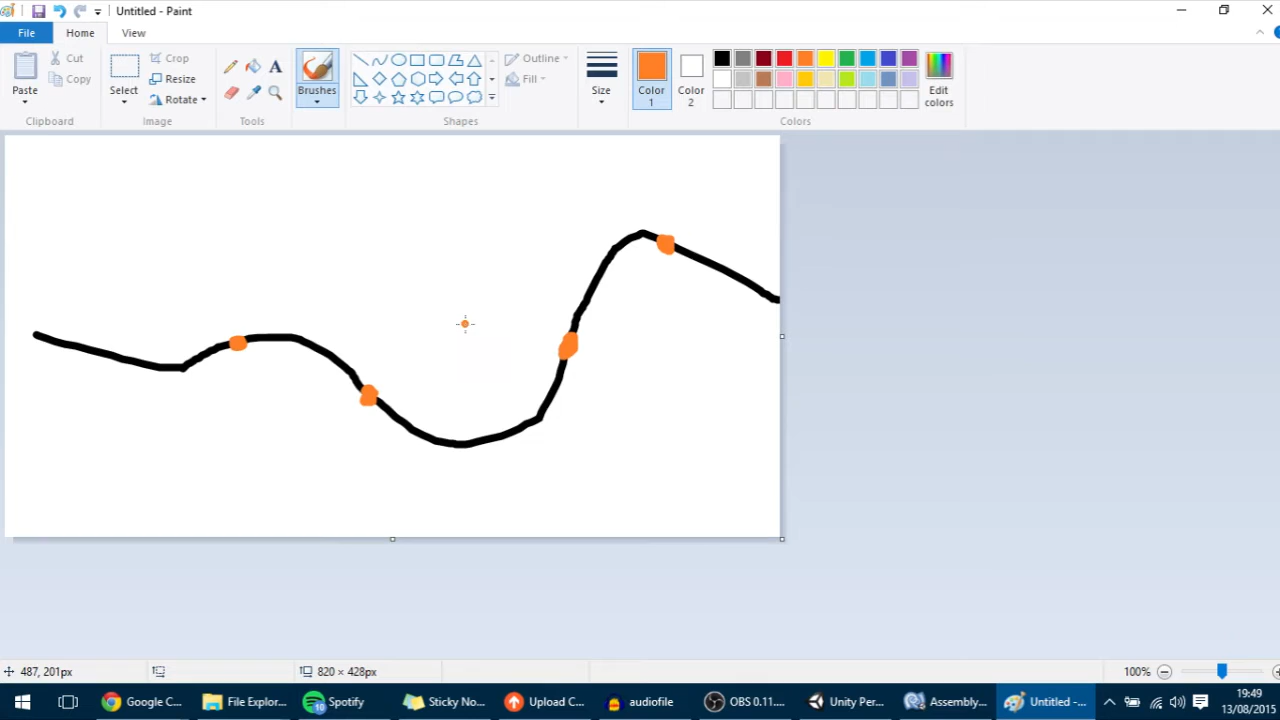 Untitled - Paint
File
Home
View
Paste
Cut
Copy
Clipboard
Select
Crop
Resize
Rotate
Image
A
Tools
Brushes
Outline
Fill
Shapes
Size
Color 1
Color 2
Edit colors
Colors
487, 201px
820 × 428px
100%
Google C...
File Explor...
10
Spotify
Sticky No...
Upload C...
audiofile
OBS 0.11....
Unity Per...
Assembly...
Untitled -...
19:49
13/08/2015